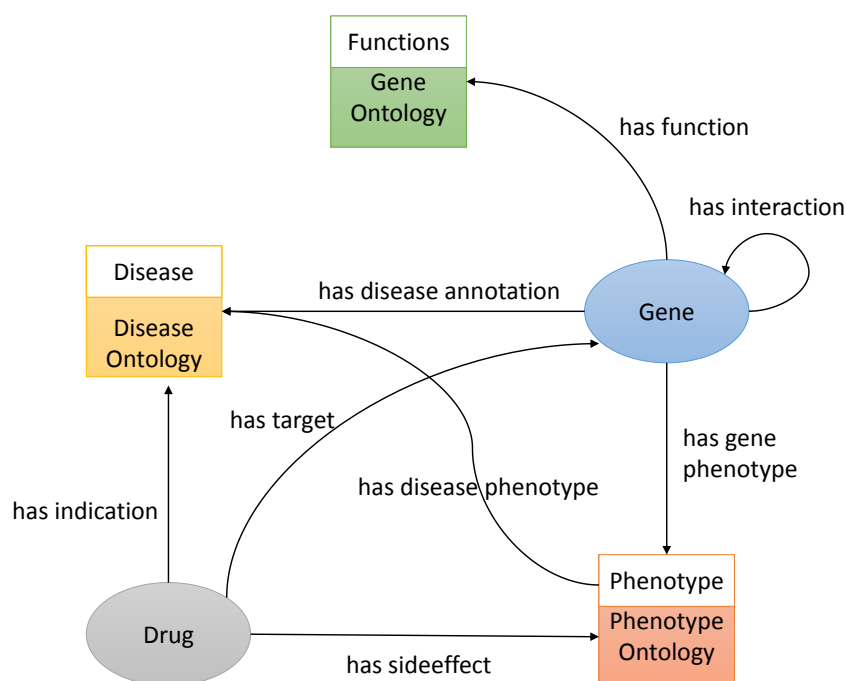 Functions
Gene
Ontology
has function
has interaction
Disease
Disease
Ontology
has disease annotation
Gene
has target
has gene
phenotype
has disease phenotype
has indication
Phenotype
Phenotype
Ontology
Drug
has sideeffect